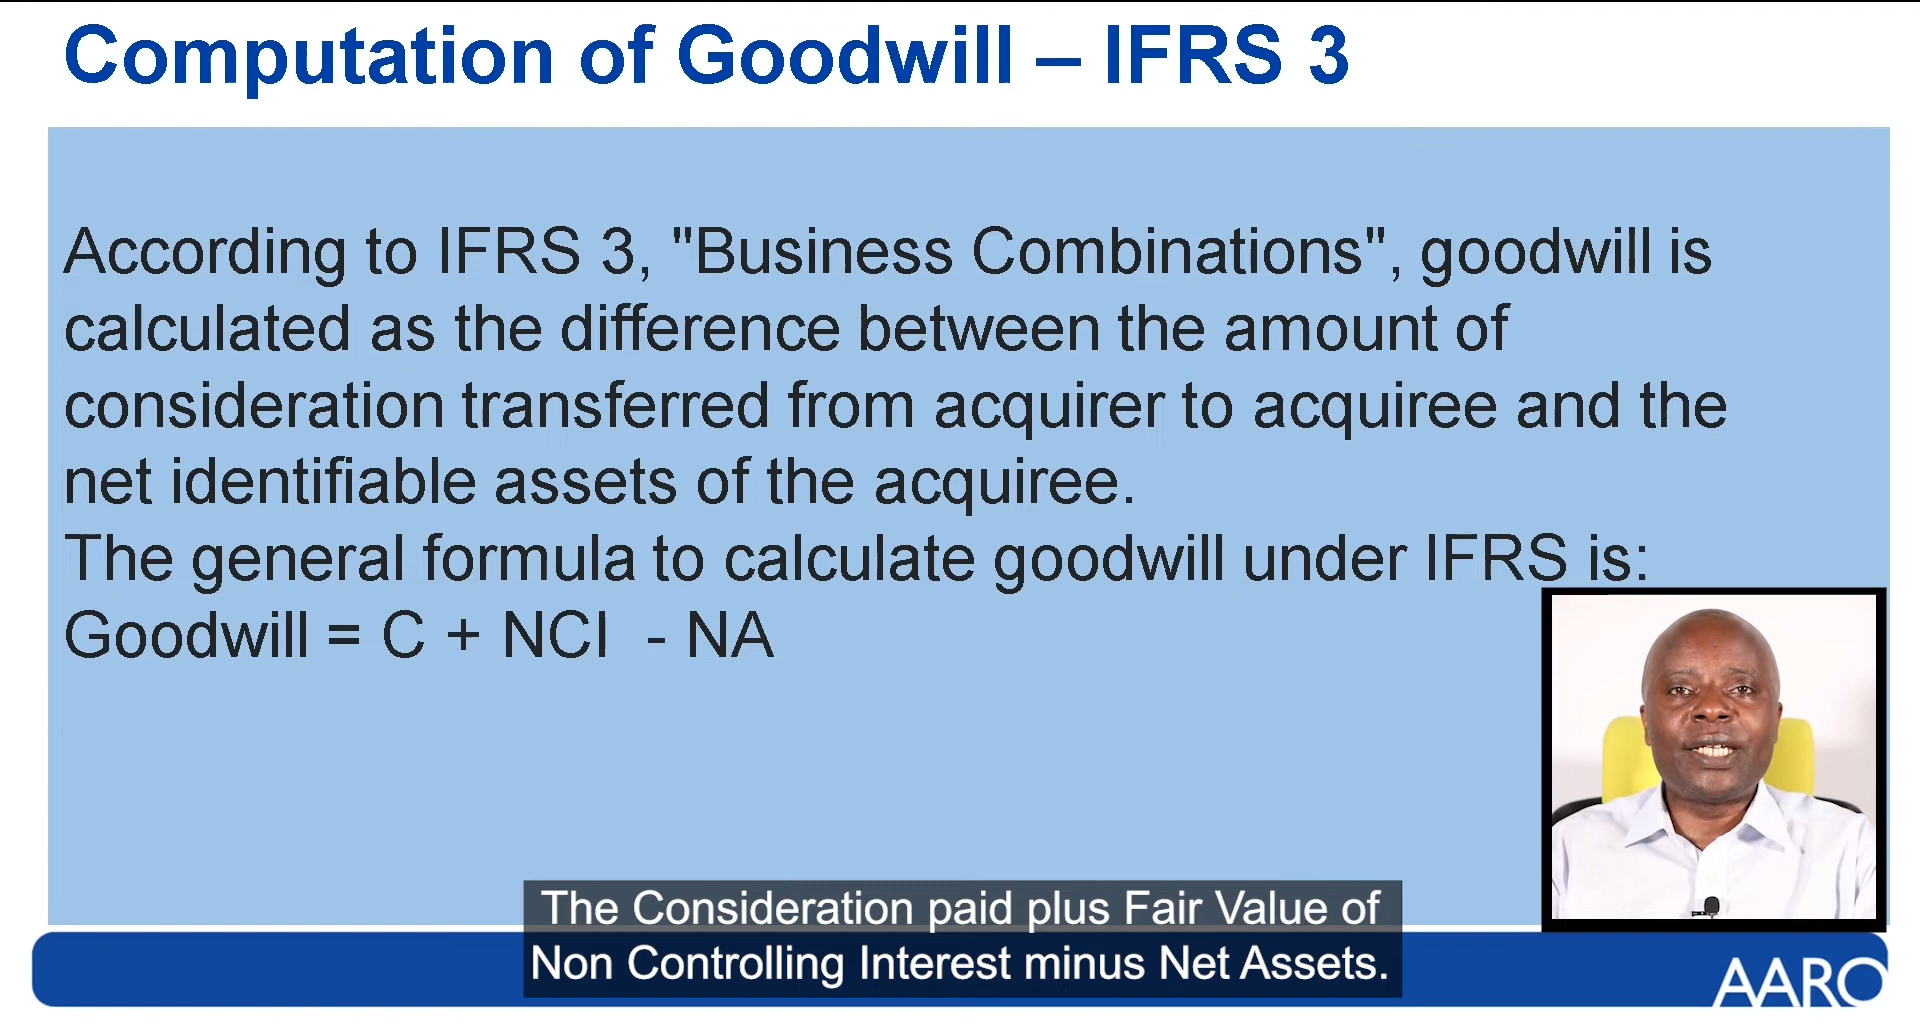 Computation of Goodwill – IFRS 3
According to IFRS 3, "Business Combinations", goodwill is
calculated as the difference between the amount of
consideration transferred from acquirer to acquiree and the
net identifiable assets of the acquiree.
The general formula to calculate goodwill under IFRS is:
Goodwill = C + NCI  - NA
The Consideration paid plus Fair Value of
Non Controlling Interest minus Net Assets.
AARO